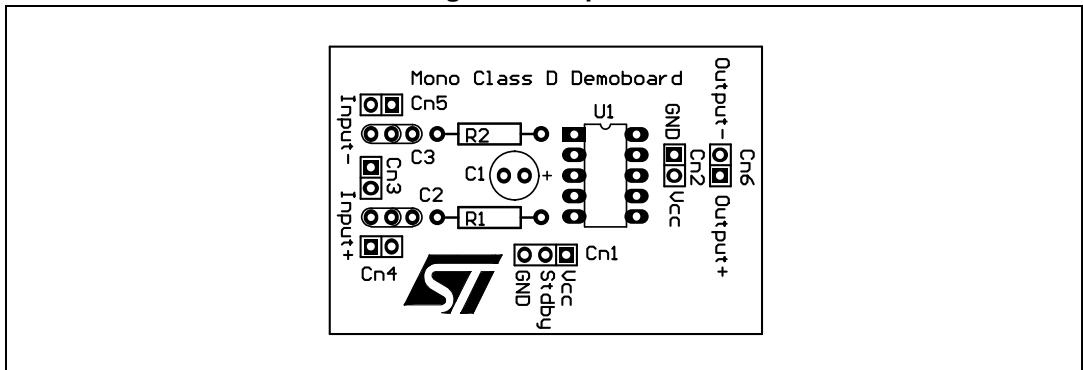 Mono Class D Demoboard
Output-
Input-
Cn5
U1
GND
R2
C3
Cn3
C1
+
Cn2
Cn6
C2
Input+
R1
Vcc
Output+
Cn4
ST
Cn1
GND
Stdby
Vcc